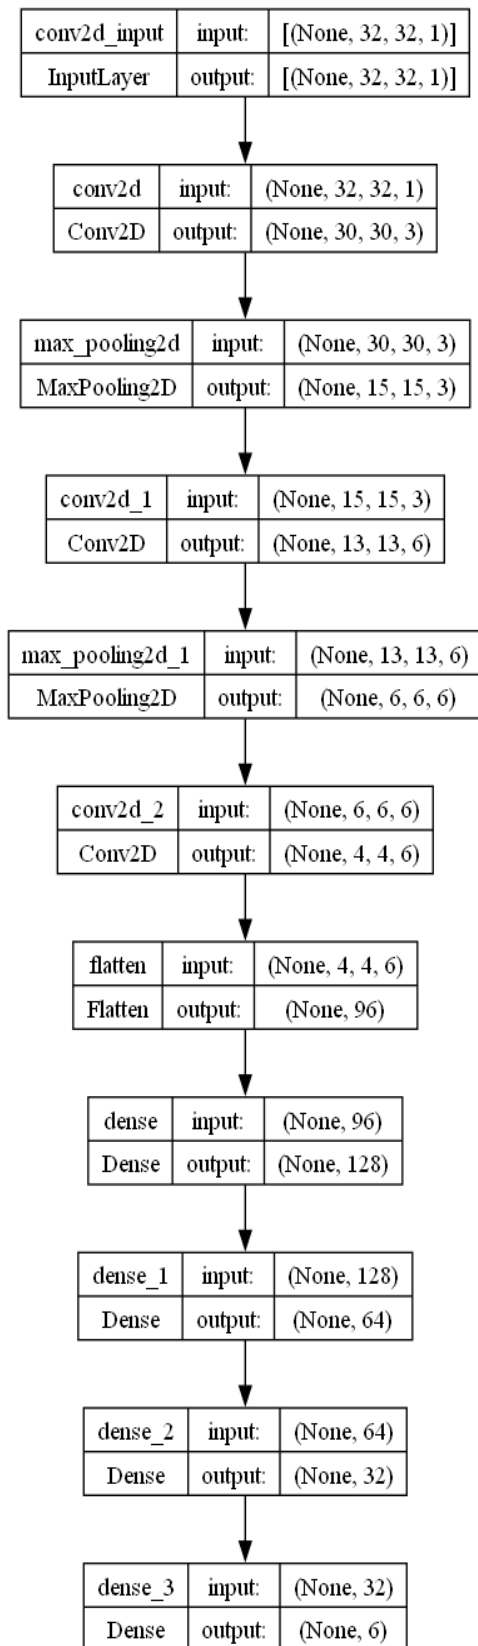 conv2d_input input: [(None, 32, 32, 1)]
InputLayer output: [(None, 32, 32, 1)]
conv2d input: (None, 32, 32, 1)
Conv2D output: (None, 30, 30, 3)
max_pooling2d input: (None, 30, 30, 3)
MaxPooling2D output: (None, 15, 15, 3)
conv2d_1 input: (None, 15, 15, 3)
Conv2D output: (None, 13, 13, 6)
max_pooling2d_1 input: (None, 13, 13, 6)
MaxPooling2D output: (None, 6, 6, 6)
conv2d_2 input: (None, 6, 6, 6)
Conv2D output: (None, 4, 4, 6)
flatten input: (None, 4, 4, 6)
Flatten output: (None, 96)
dense input: (None, 96)
Dense output: (None, 128)
dense_1 input: (None, 128)
Dense output: (None, 64)
dense_2 input: (None, 64)
Dense output: (None, 32)
dense_3 input: (None, 32)
Dense output: (None, 6)